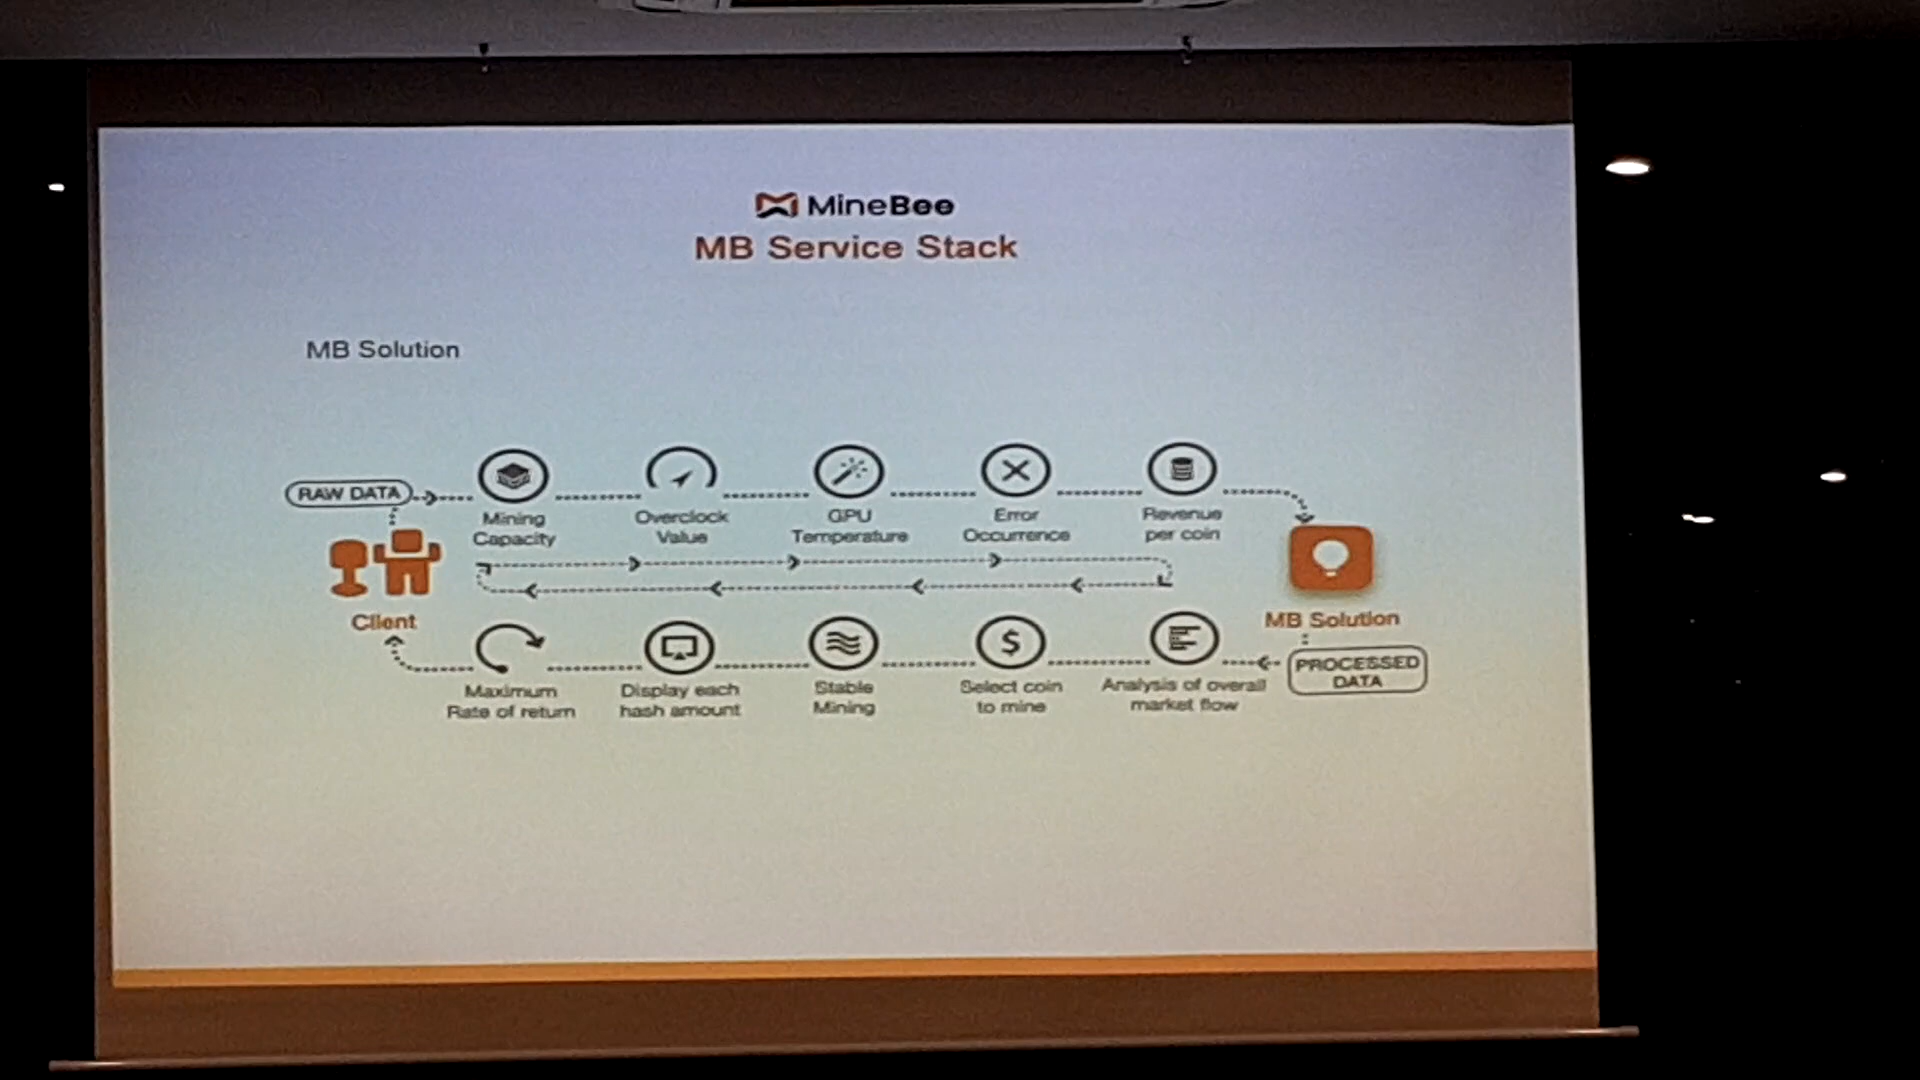 MineBee
MB Service Stack
MB Solution
RAW DATA
Mining
Capacity
Overclock
Value
GPU
Temperature
Error
Occurrence
Revenue
per coin
Client
MB Solution
Maximum
Rate of return
Display each
hash amount
Stable
Mining
$
Select coin
to mine
Analysis of overall
market flow
PROCESSED
DATA